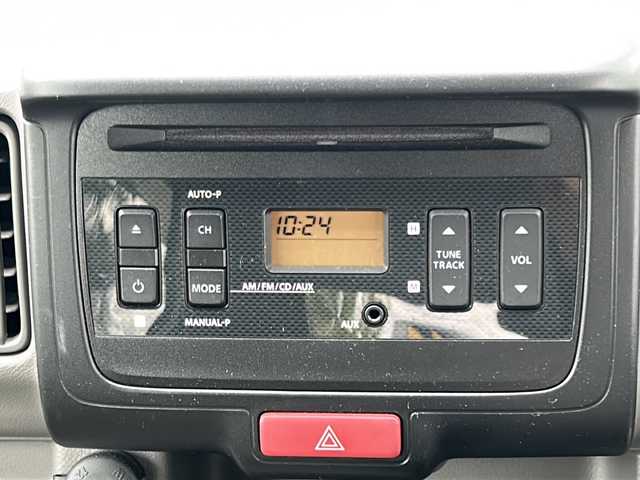 AUTO-P
CH
MODE
MANUAL-P
10:24
AM/FM/CD/AUX
AUX
H
M
TUNE
TRACK
VOL